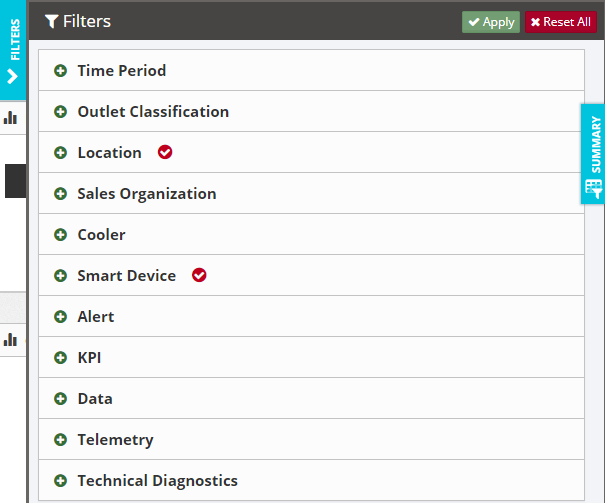 FILTERS
Filters
Apply
Reset All
Time Period
Outlet Classification
Location
Sales Organization
Cooler
Smart Device
Alert
KPI
Data
Telemetry
Technical Diagnostics
SUMMARY